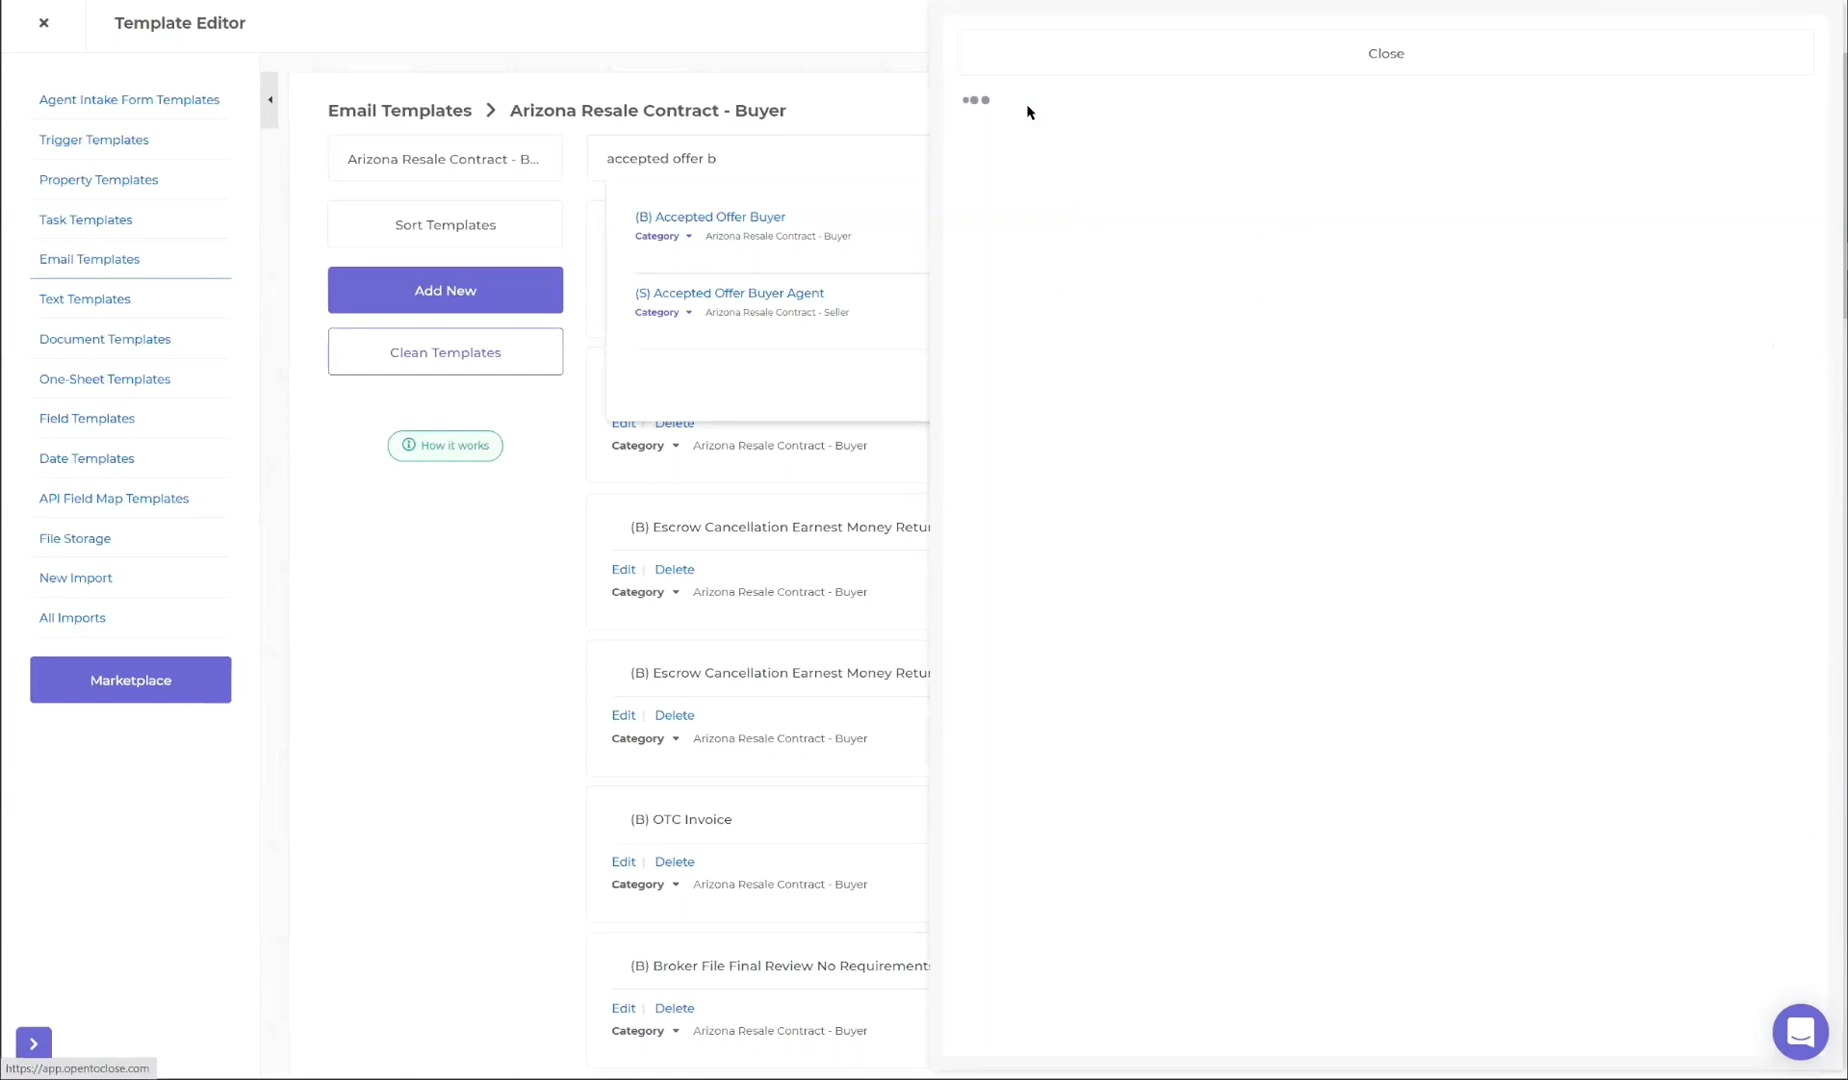 Template Editor
Close
Agent Intake Form Templates
Trigger Templates
Property Templates
Task Templates
Email Templates
Text Templates
Document Templates
One-Sheet Templates
Field Templates
Date Templates
API Field Map Templates
File Storage
New Import
All Imports
Marketplace
Email Templates > Arizona Resale Contract - Buyer
Arizona Resale Contract - B...
Sort Templates
Add New
Clean Templates
How it works
accepted offer b
(B) Accepted Offer Buyer
Category Arizona Resale Contract - Buyer
(S) Accepted Offer Buyer Agent
Category Arizona Resale Contract - Seller
Edit | Delete
Category Arizona Resale Contract - Buyer
(B) Escrow Cancellation Earnest Money Retu
Edit | Delete
Category Arizona Resale Contract - Buyer
(B) Escrow Cancellation Earnest Money Retu
Edit | Delete
Category Arizona Resale Contract - Buyer
(B) OTC Invoice
Edit | Delete
Category Arizona Resale Contract - Buyer
(B) Broker File Final Review No Requirements
Edit | Delete
Category Arizona Resale Contract - Buyer
https://app.opentoclose.com